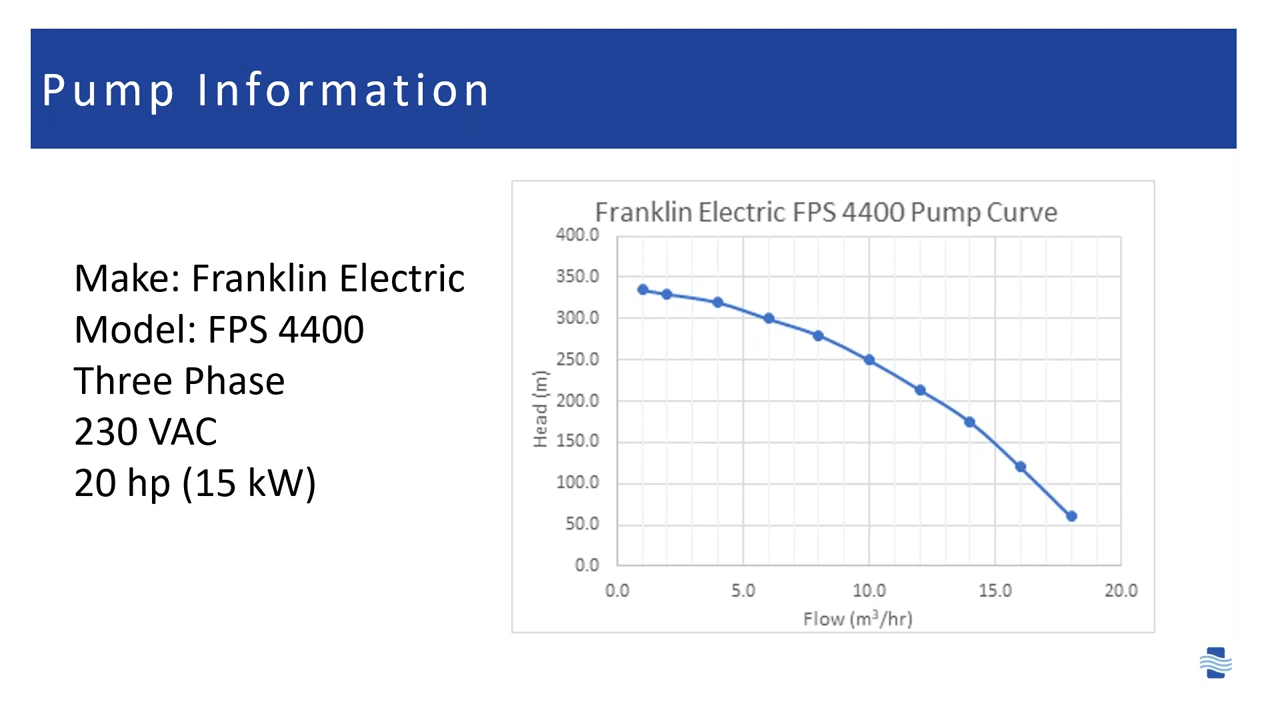 Pump Information
Make: Franklin Electric
Model: FPS 4400
Three Phase
230 VAC
20 hp (15 kW)
Franklin Electric FPS 4400 Pump Curve
400.0
350.0
300.0
250.0
200.0
150.0
100.0
50.0
0.0
Head (m)
0.0 5.0 10.0 15.0 20.0
Flow (m³/hr)